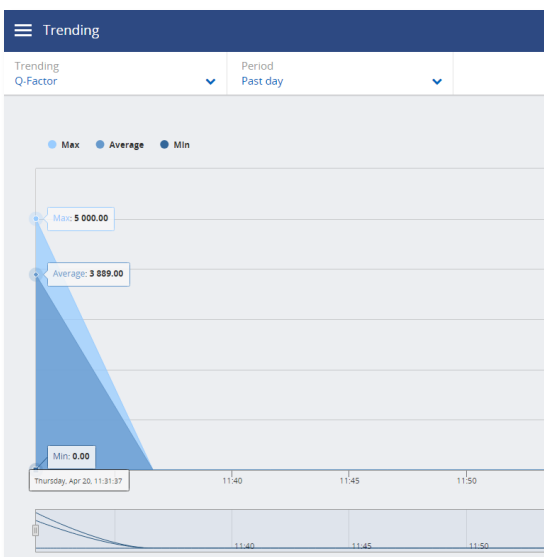 Trending
Trending
Period
Q-Factor
Past day
Max Average Min
Max: 5 000.00
Average: 3 889.00
Min: 0.00
Thursday, Apr 20, 11:31:37
11:40 11:45 11:50
11:40 11:45 11:50